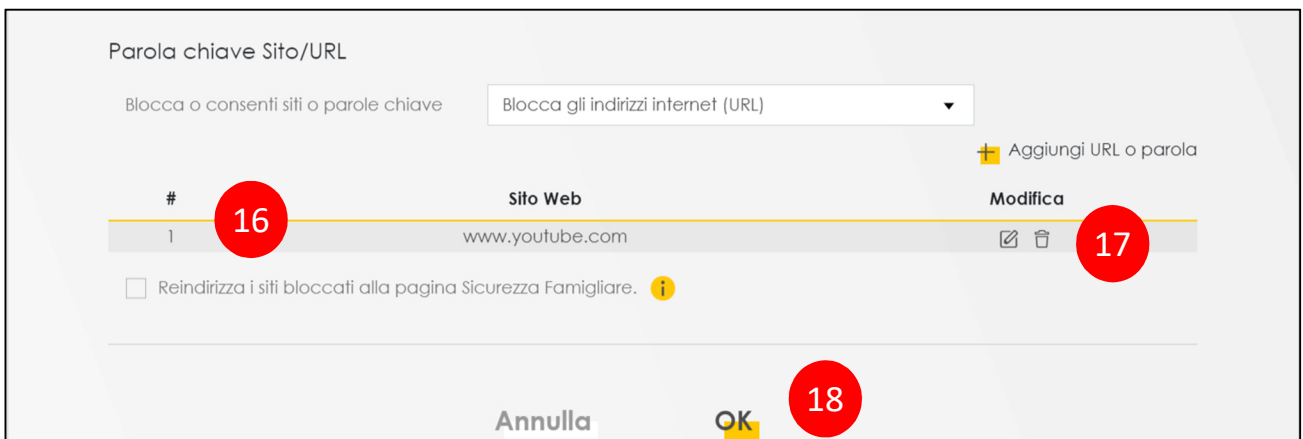 Parola chiave Sito/URL
Blocca o consenti siti o parole chiave Blocca gli indirizzi internet (URL)
+ Aggiungi URL o parola
# Sito Web Modifica
16
1 www.youtube.com
17
Reindirizza i siti bloccati alla pagina Sicurezza Famigliare. i
18
Annulla OK